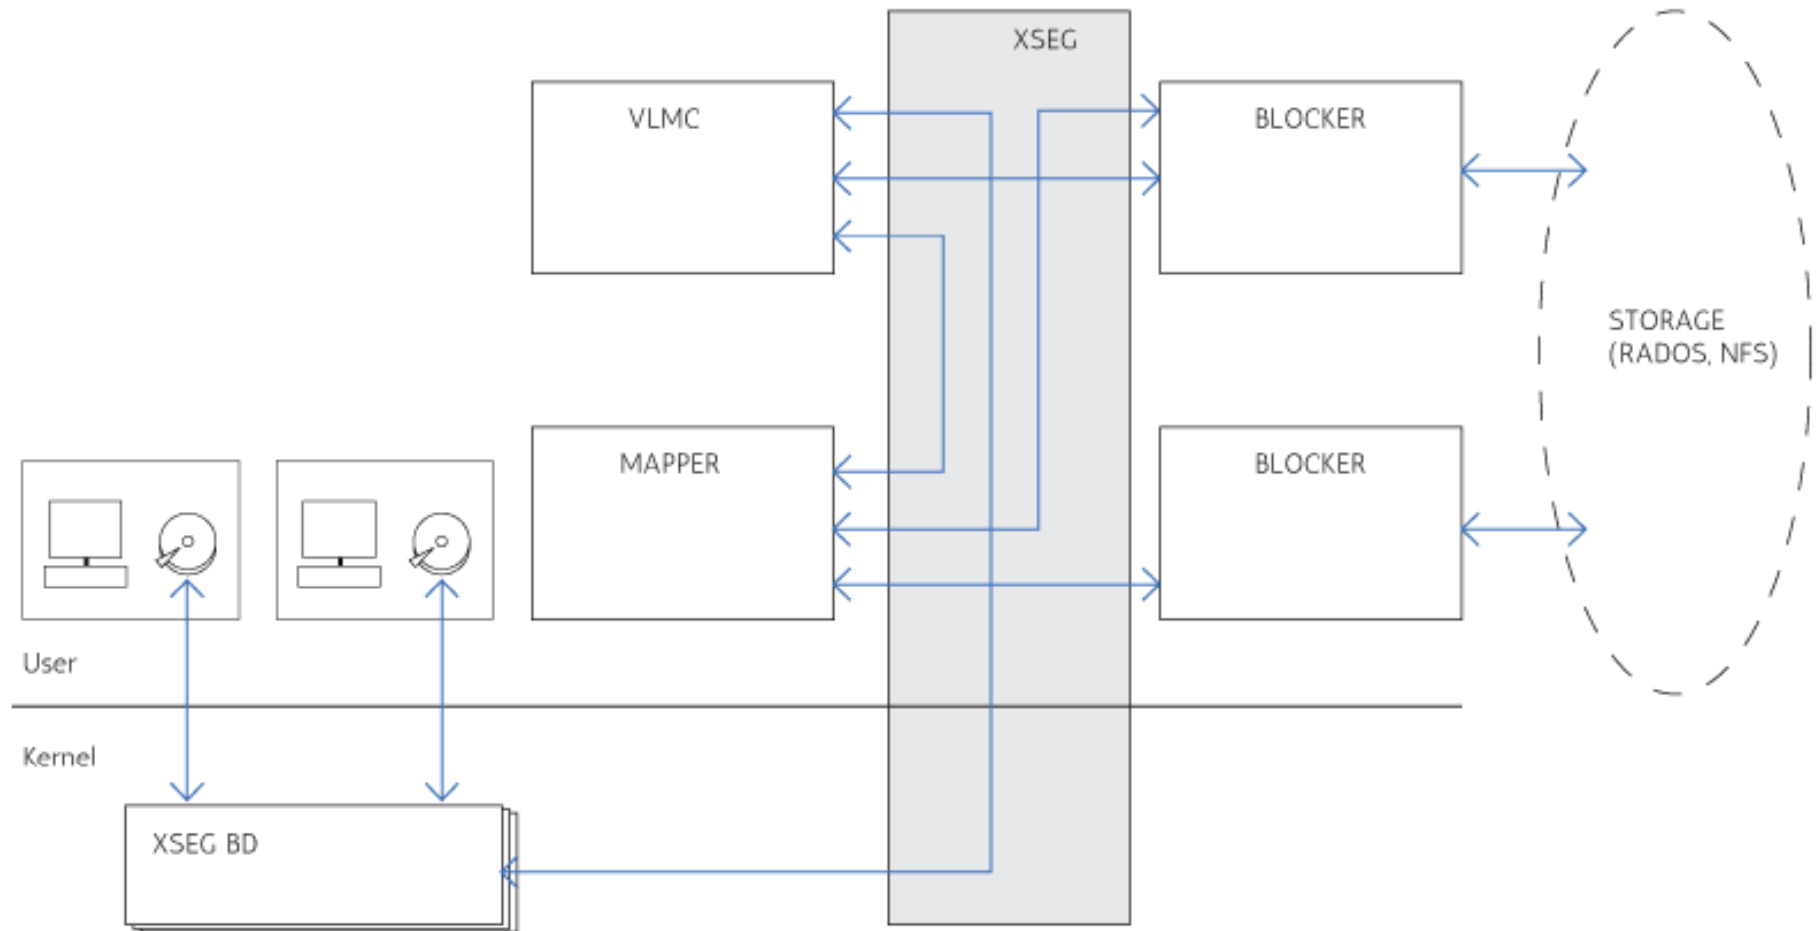 XSEG
VLMC
BLOCKER
STORAGE
(RADOS, NFS)
MAPPER
BLOCKER
User
Kernel
XSEG BD